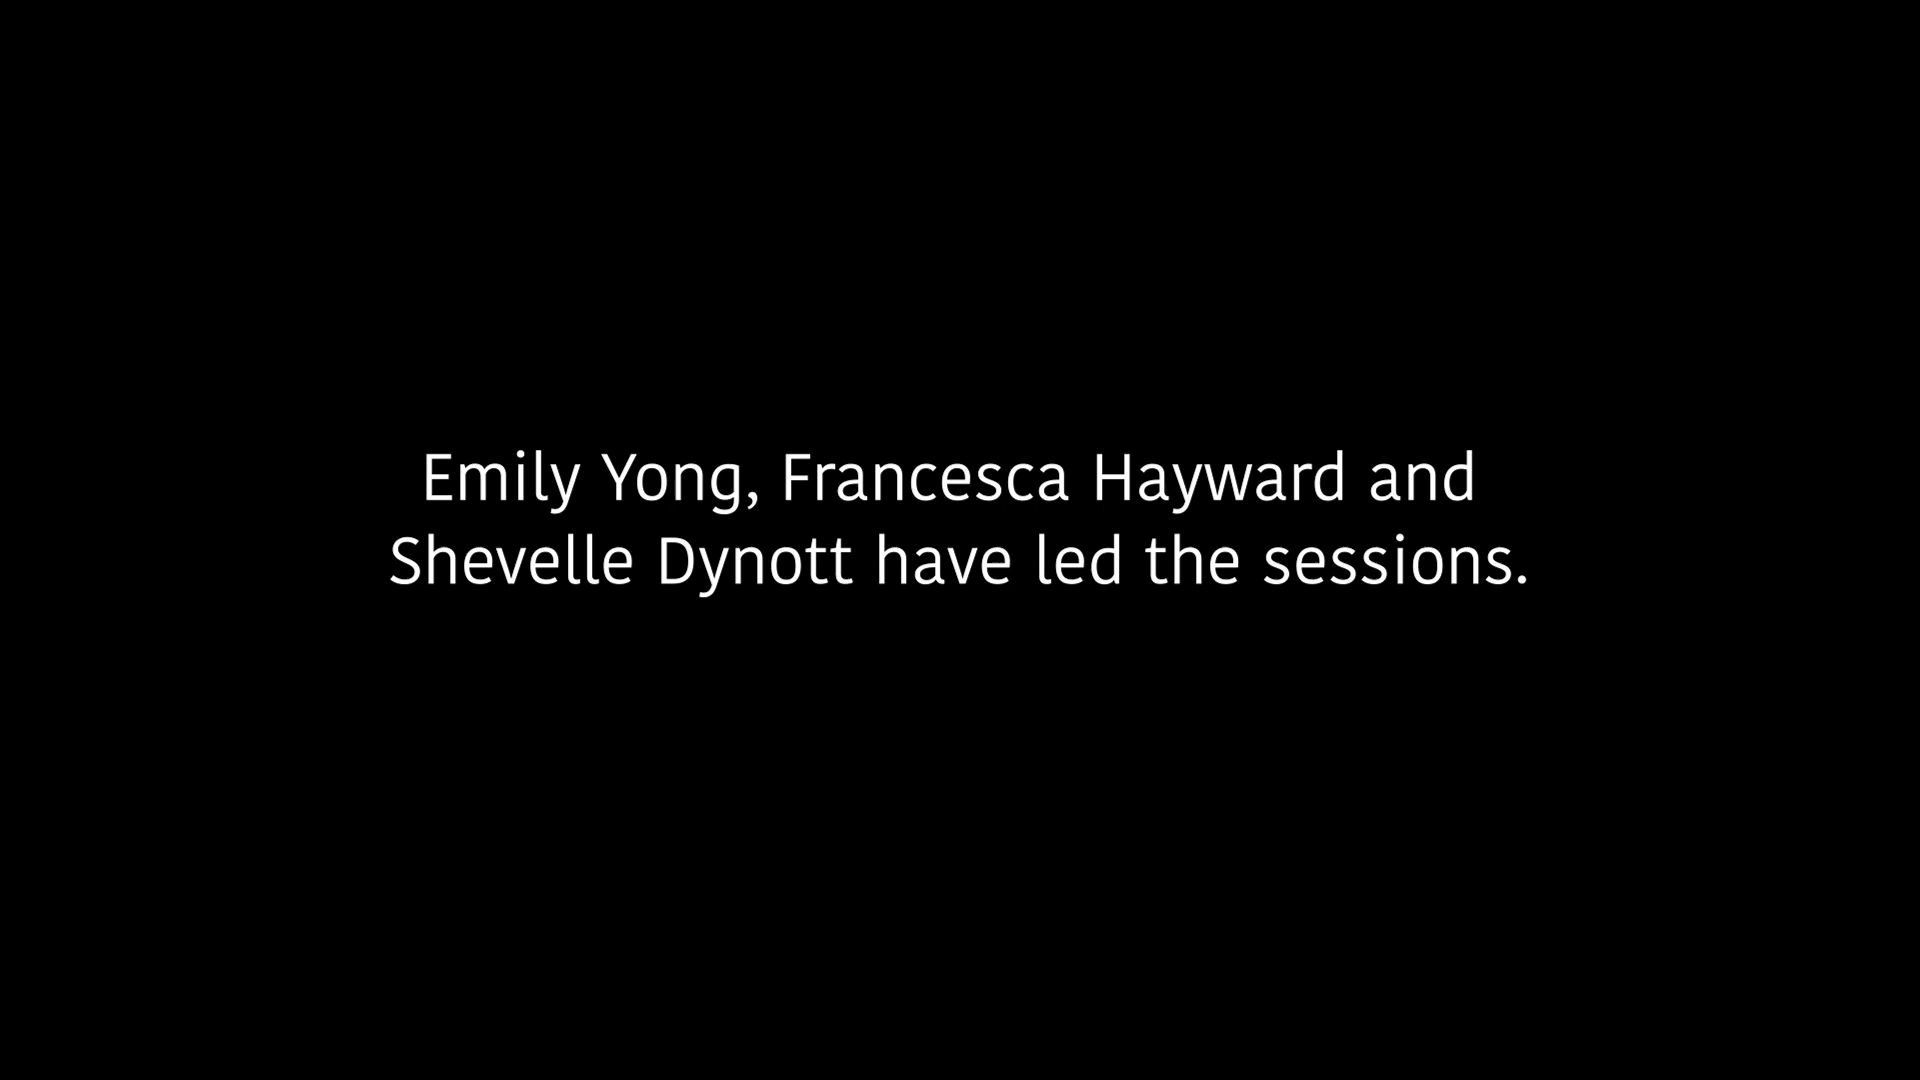 Emily Yong, Francesca Hayward and
Shevelle Dynott have led the sessions.